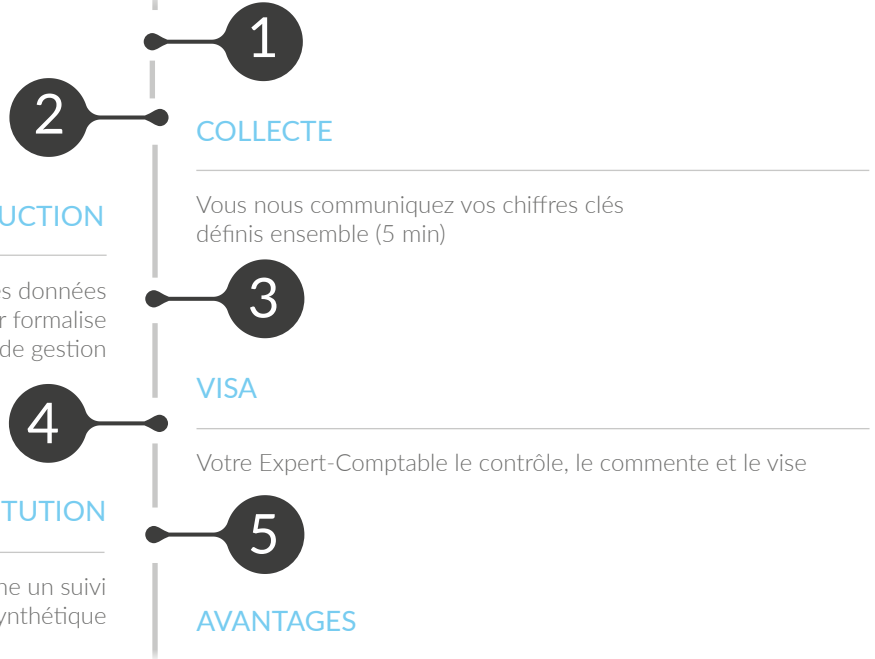 1
COLLECTE
Vous nous communiquez vos chiffres clés
définis ensemble (5 min)
2
UCTION
données
formalise
de gestion
3
VISA
Votre Expert-Comptable le contrôle, le commente et le vise
4
TUTION
un suivi
ynthétique
5
AVANTAGES